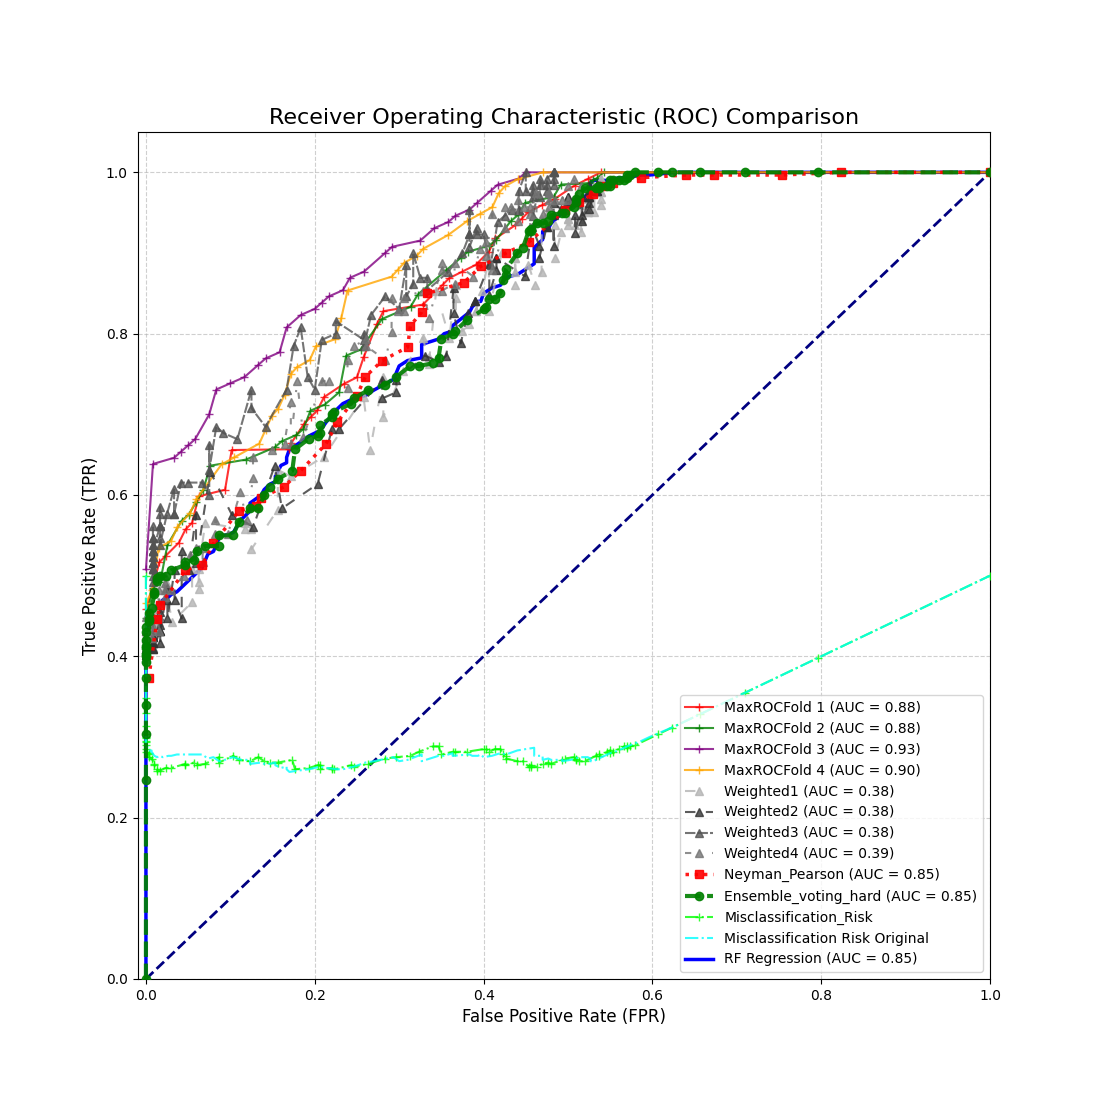 Receiver Operating Characteristic (ROC) Comparison
True Positive Rate (TPR)
1.0
0.8
0.6
0.4
0.2
0.0
MaxROCFold 1 (AUC = 0.88)
MaxROCFold 2 (AUC = 0.88)
MaxROCFold 3 (AUC = 0.93)
MaxROCFold 4 (AUC = 0.90)
Weighted1 (AUC = 0.38)
Weighted2 (AUC = 0.38)
Weighted3 (AUC = 0.38)
Weighted4 (AUC = 0.39)
Neyman_Pearson (AUC = 0.85)
Ensemble_voting_hard (AUC = 0.85)
Misclassification_Risk
Misclassification Risk Original
RF Regression (AUC = 0.85)
0.0 0.2 0.4 0.6 0.8 1.0
False Positive Rate (FPR)